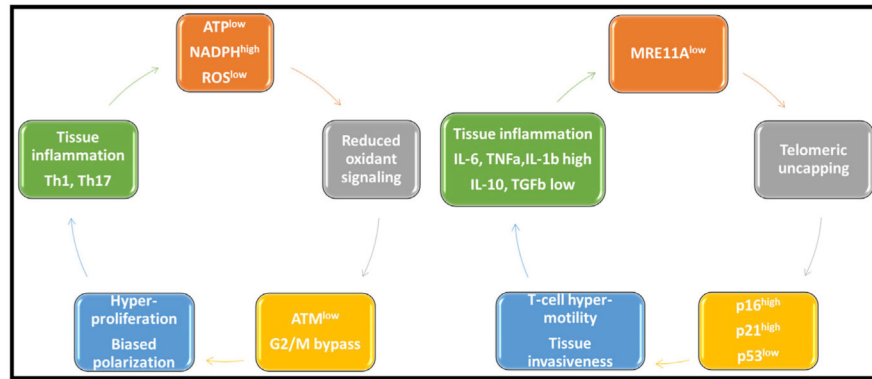 ATPlow
NADPHhigh
ROSlow
Reduced
oxidant
signaling
ATMlow
G2/M bypass
Hyper-
proliferation
Biased
polarization
Tissue
inflammation
Th1, Th17
MRE11Alow
Telomeric
uncapping
p16high
p21high
p53low
T-cell hyper-
motility
Tissue
invasiveness
Tissue inflammation
IL-6, TNFa,IL-1b high
IL-10, TGFb low